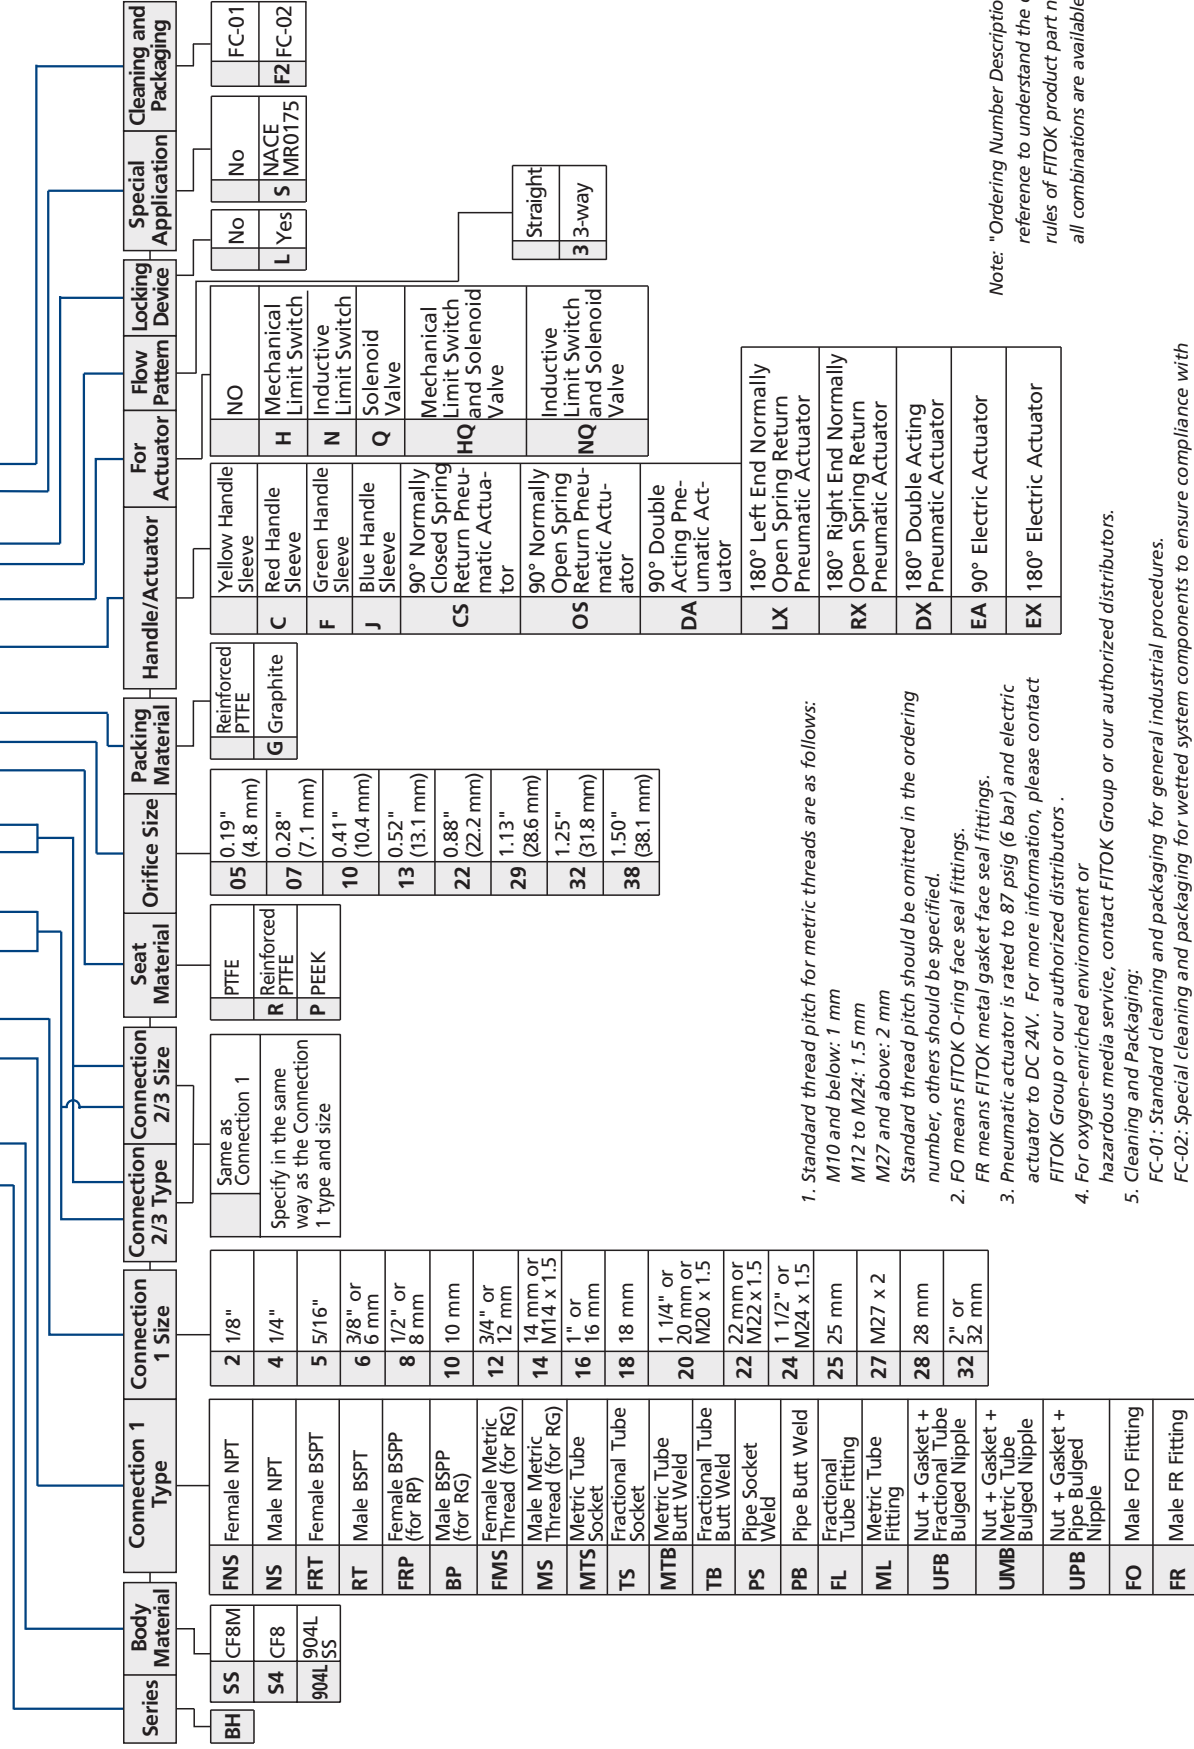 Series
Body
Material
Connection 1
Type
Connection
1 Size
Connection
2/3 Type
Connection
2/3 Size
Seat
Material
Orifice Size
Packing
Material
Handle/Actuator
For
Actuator
Flow
Pattern
Locking
Device
Special
Application
Cleaning and
Packaging
BH
SS CF8M
S4 CF8
904L 904L
SS
FNS Female NPT
NS Male NPT
FRT Female BSPT
RT Male BSPT
FRP Female BSPP
(for RP)
BP Male BSPP
(for RG)
FMS Female Metric
Thread (for RG)
MS Male Metric
Thread (for RG)
MTS Metric Tube
Socket
TS Fractional Tube
Socket
MTB Metric Tube
Butt Weld
TB Fractional Tube
Butt Weld
PS Pipe Socket
Weld
PB Pipe Butt Weld
FL Fractional
Tube Fitting
ML Metric Tube
Fitting
UFB Nut + Gasket +
Fractional Tube
Bulged Nipple
UMB Nut + Gasket +
Metric Tube
Bulged Nipple
UPB Nut + Gasket +
Pipe Bulged
Nipple
FO Male FO Fitting
FR Male FR Fitting
2 1/8"
4 1/4"
5 5/16"
6 3/8" or
6 mm
8 1/2" or
8 mm
10 10 mm
12 3/4" or
12 mm
14 14 mm or
M14 x 1.5
16 1" or
16 mm
18 18 mm
20 1 1/4" or
20 mm or
M20 x 1.5
22 22 mm or
M22 x 1.5
24 1 1/2" or
M24 x 1.5
25 25 mm
27 M27 x 2
28 28 mm
32 2" or
32 mm
Same as
Connection 1
Specify in the same
way as the Connection
1 type and size
PTFE
R Reinforced
PTFE
P PEEK
05 0.19"
(4.8 mm)
07 0.28"
(7.1 mm)
10 0.41"
(10.4 mm)
13 0.52"
(13.1 mm)
22 0.88"
(22.2 mm)
29 1.13"
(28.6 mm)
32 1.25"
(31.8 mm)
38 1.50"
(38.1 mm)
Reinforced
PTFE
G Graphite
Yellow Handle
Sleeve
C Red Handle
Sleeve
F Green Handle
Sleeve
J Blue Handle
Sleeve
CS 90° Normally
Closed Spring
Return Pneu-
matic Actua-
tor
OS 90° Normally
Open Spring
Return Pneu-
matic Actu-
ator
DA 90° Double
Acting Pne-
umatic Act-
uator
LX 180° Left End Normally
Open Spring Return
Pneumatic Actuator
RX 180° Right End Normally
Open Spring Return
Pneumatic Actuator
DX 180° Double Acting
Pneumatic Actuator
EA 90° Electric Actuator
EX 180° Electric Actuator
NO
H Mechanical
Limit Switch
N Inductive
Limit Switch
Q Solenoid
Valve
HQ Mechanical
Limit Switch
and Solenoid
Valve
NQ Inductive
Limit Switch
and Solenoid
Valve
Straight
3 3-way
No
L Yes
No
S NACE
MR0175
FC-01
F2 FC-02
1. Standard thread pitch for metric threads are as follows:
M10 and below: 1 mm
M12 to M24: 1.5 mm
M27 and above: 2 mm
Standard thread pitch should be omitted in the ordering
number, others should be specified.
2. FO means FITOK O-ring face seal fittings.
FR means FITOK metal gasket face seal fittings.
3. Pneumatic actuator is rated to 87 psig (6 bar) and electric
actuator to DC 24V. For more information, please contact
FITOK Group or our authorized distributors .
4. For oxygen-enriched environment or
hazardous media service, contact FITOK Group or our authorized distributors.
5. Cleaning and Packaging:
FC-01: Standard cleaning and packaging for general industrial procedures.
FC-02: Special cleaning and packaging for wetted system components to ensure compliance with
Note: "Ordering Number Descriptio
reference to understand the
rules of FITOK product part n
all combinations are available